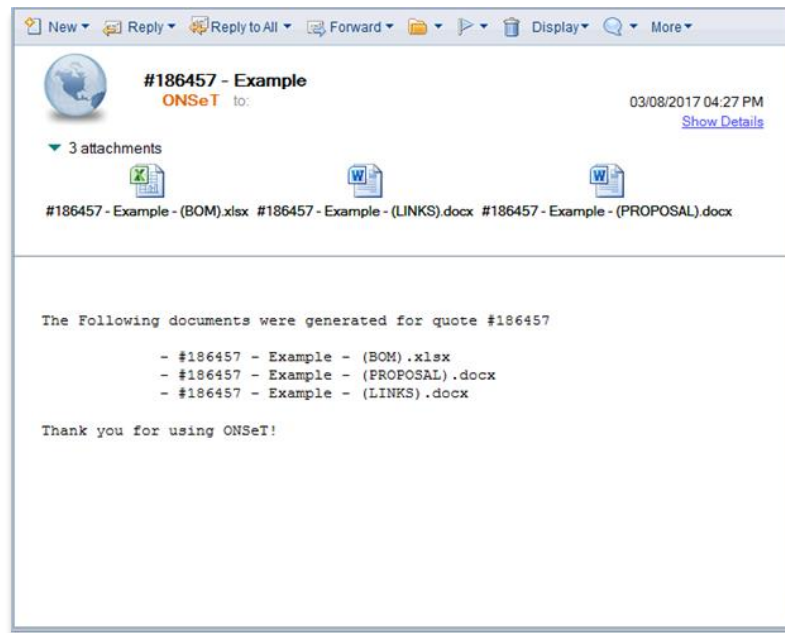 New Reply Reply to All Forward Display More
#186457 - Example
ONSeT to:
03/08/2017 04:27 PM
Show Details
3 attachments
#186457 - Example - (BOM).xlsx #186457 - Example - (LINKS).docx #186457 - Example - (PROPOSAL).docx
The Following documents were generated for quote #186457
- #186457 - Example - (BOM).xlsx
- #186457 - Example - (PROPOSAL).docx
- #186457 - Example - (LINKS).docx
Thank you for using ONSeT!